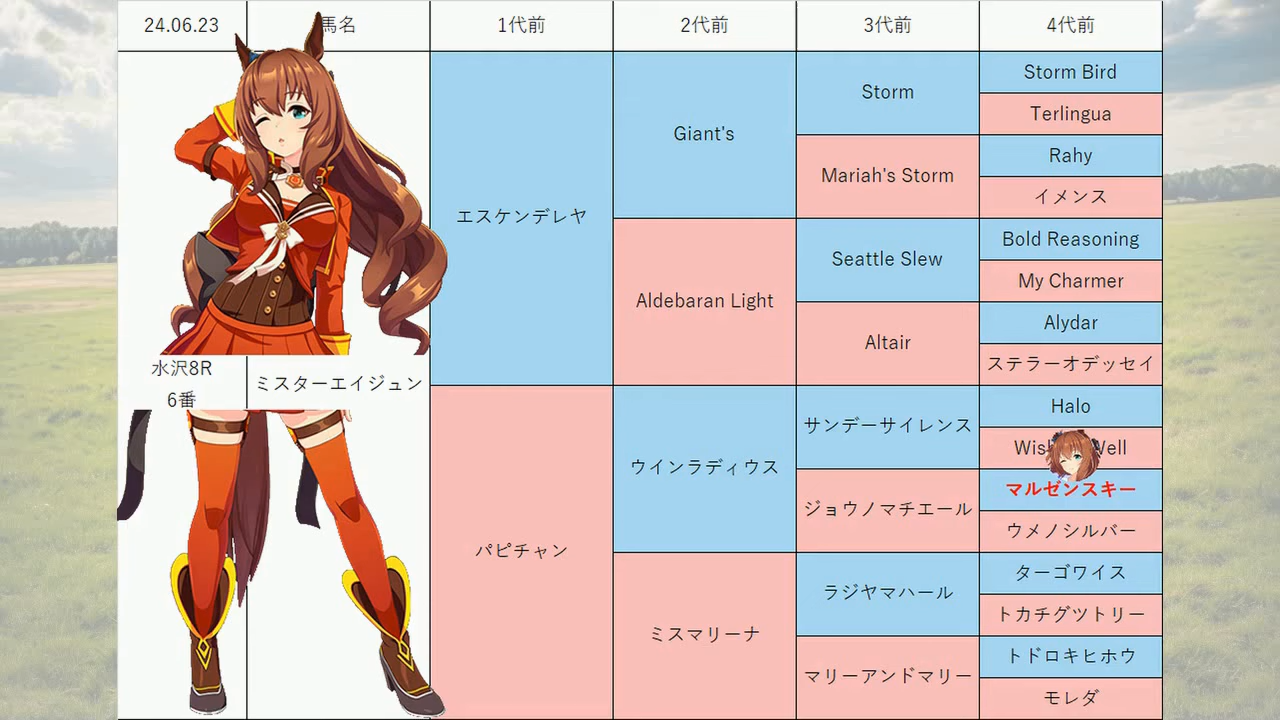 24.06.23
馬名
1代前
2代前
3代前
4代前
水沢8R
6番
ミスターエイジュン
エスケンデレヤ
パピチャン
Giant's
Aldebaran Light
ウインラディウス
ミスマリーナ
Storm
Mariah's Storm
Seattle Slew
Altair
サンデーサイレンス
ジョウノマチエール
ラジヤマハール
マリーアンドマリー
Storm Bird
Terlingua
Rahy
イメンス
Bold Reasoning
My Charmer
Alydar
ステラーオデッセイ
Halo
マルゼンスキー
ウメノシルバー
ターゴワイス
トカチグツトリー
トドロキヒホウ
モレダ